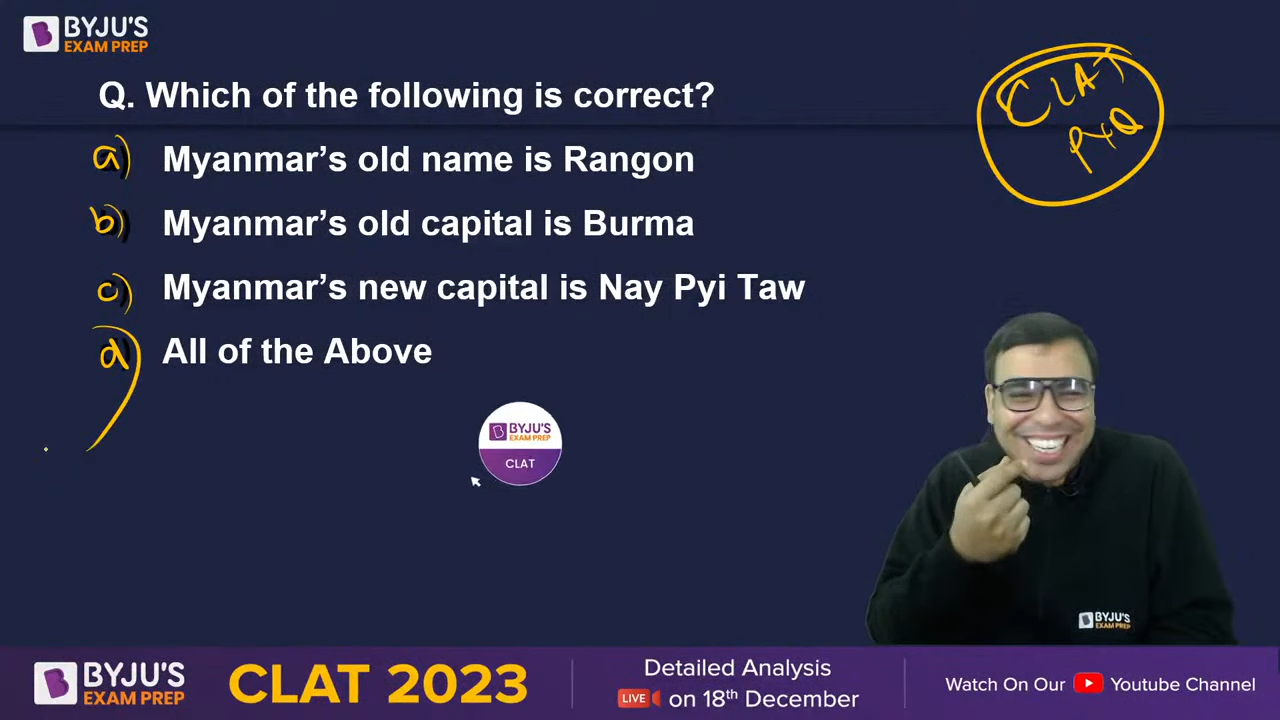 BYJU'S
EXAM PREP
CLAT
PYQ
Q. Which of the following is correct?
a) Myanmar's old name is Rangon
b) Myanmar's old capital is Burma
c) Myanmar's new capital is Nay Pyi Taw
d) All of the Above
BYJU'S
EXAM PREP
CLAT
BYJU'S
EXAM PREP
BYJU'S
EXAM PREP
CLAT 2023
Detailed Analysis
LIVE on 18th December
Watch On Our Youtube Channel